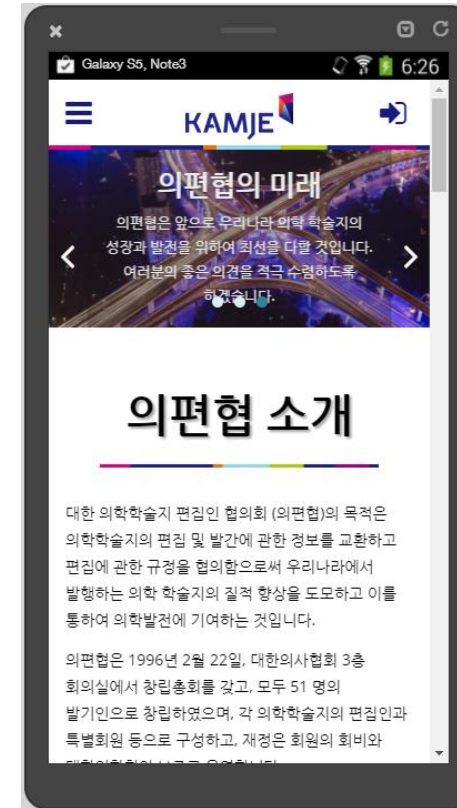 Galaxy S5, Note3
6:26
KAMJE
의편협의 미래
의편협은 앞으로 우리나라 의학 학술지의
성장과 발전을 위하여 최선을 다할 것입니다.
여러분의 좋은 의견을 적극 수렴하도록
하겠습니다.
의편협 소개
대한 의학학술지 편집인 협의회 (의편협)의 목적은
의학학술지의 편집 및 발간에 관한 정보를 교환하고
편집에 관한 규정을 협의함으로써 우리나라에서
발행하는 의학 학술지의 질적 향상을 도모하고 이를
통하여 의학발전에 기여하는 것입니다.
의편협은 1996년 2월 22일, 대한의사협회 3층
회의실에서 창립총회를 갖고, 모두 51 명의
발기인으로 창립하였으며, 각 의학학술지의 편집인과
특별회원 등으로 구성하고, 재정은 회원의 회비와